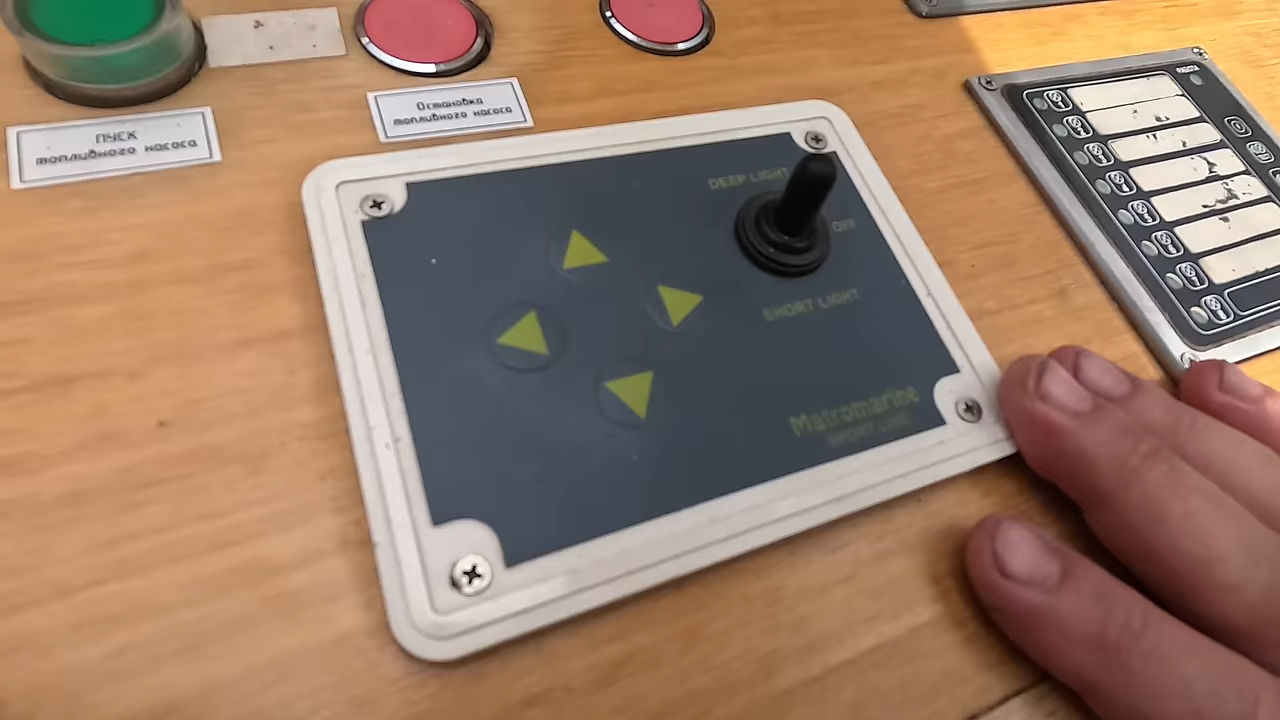 ПУСК
топливного насоса
Остановка
топливного насоса
DEEP LIGHT
OFF
SHORT LIGHT
Matromarine